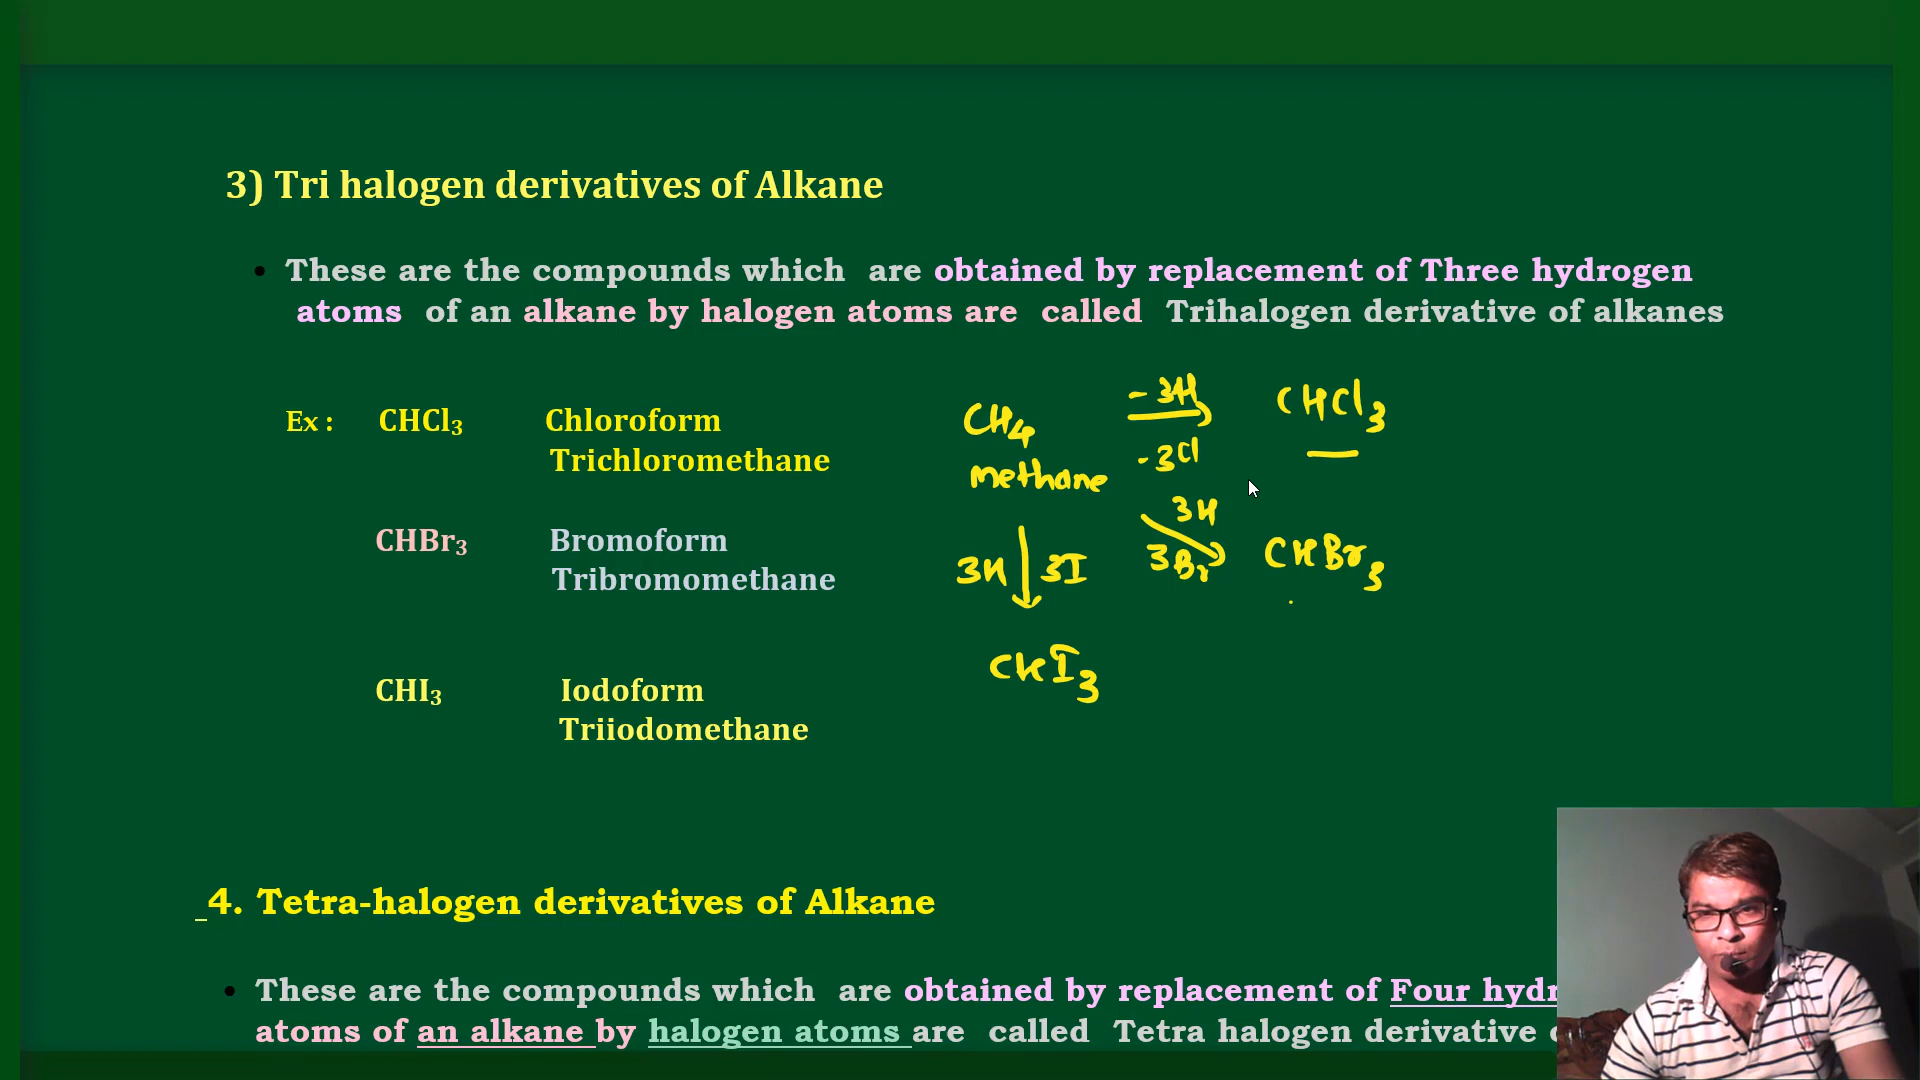 3) Tri halogen derivatives of Alkane
• These are the compounds which are obtained by replacement of Three hydrogen
atoms of an alkane by halogen atoms are called Trihalogen derivative of alkanes
Ex : CHCl₃ Chloroform
Trichloromethane
CHBr₃ Bromoform
Tribromomethane
CHI₃ Iodoform
Triiodomethane
CH₄
methane
-3H
-3Cl
CHCl₃
3H
3Br
CHBr₃
3H 3I
CHI₃
4. Tetra-halogen derivatives of Alkane
• These are the compounds which are obtained by replacement of Four
atoms of an alkane by halogen atoms are called Tetra halogen derivative